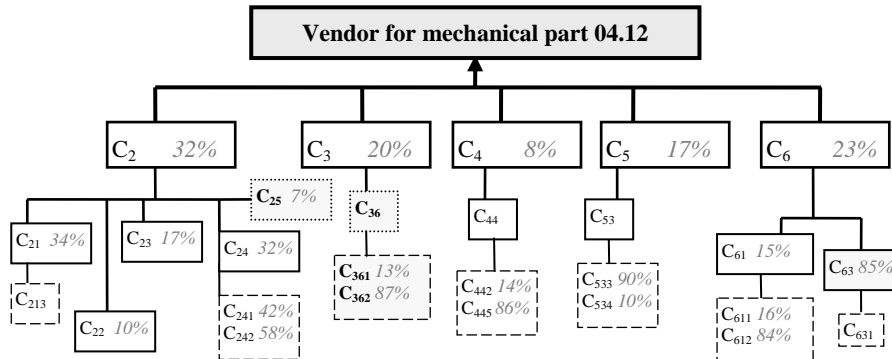 Vendor for mechanical part 04.12
C₂ 32%
C₃ 20%
C₄ 8%
C₅ 17%
C₆ 23%
C₂₅ 7%
C₃₆
C₄₄
C₅₃
C₂₁ 34%
C₂₃ 17%
C₂₄ 32%
C₆₁ 15%
C₆₃ 85%
C₃₆₁ 13%
C₃₆₂ 87%
C₂₁₃
C₂₂ 10%
C₂₄₁ 42%
C₂₄₂ 58%
C₄₄₂ 14%
C₄₄₅ 86%
C₅₃₃ 90%
C₅₃₄ 10%
C₆₁₁ 16%
C₆₁₂ 84%
C₆₃₁